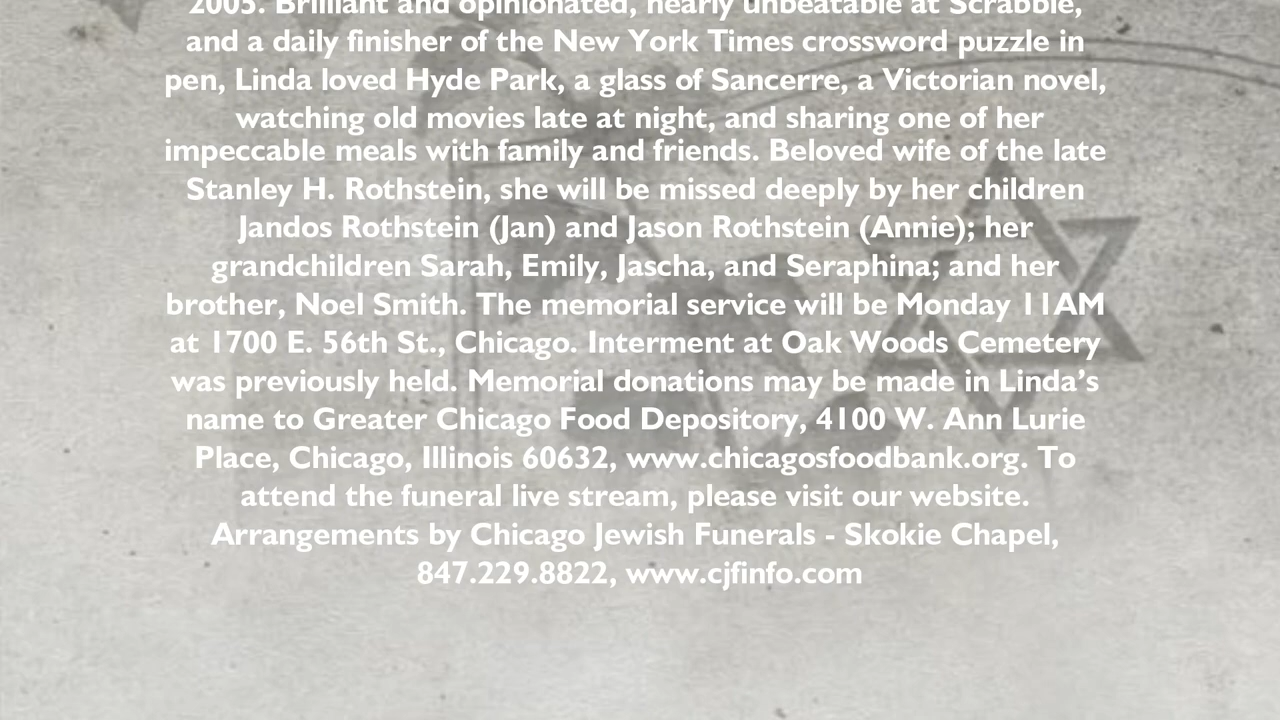 2005. Brilliant and opinionated, nearly unbeatable at Scrabble,
and a daily finisher of the New York Times crossword puzzle in
pen, Linda loved Hyde Park, a glass of Sancerre, a Victorian novel,
watching old movies late at night, and sharing one of her
impeccable meals with family and friends. Beloved wife of the late
Stanley H. Rothstein, she will be missed deeply by her children
Jandos Rothstein (Jan) and Jason Rothstein (Annie); her
grandchildren Sarah, Emily, Jascha, and Seraphina; and her
brother, Noel Smith. The memorial service will be Monday 11AM
at 1700 E. 56th St., Chicago. Interment at Oak Woods Cemetery
was previously held. Memorial donations may be made in Linda’s
name to Greater Chicago Food Depository, 4100 W. Ann Lurie
Place, Chicago, Illinois 60632, www.chicagosfoodbank.org. To
attend the funeral live stream, please visit our website.
Arrangements by Chicago Jewish Funerals - Skokie Chapel,
847.229.8822, www.cjfinfo.com